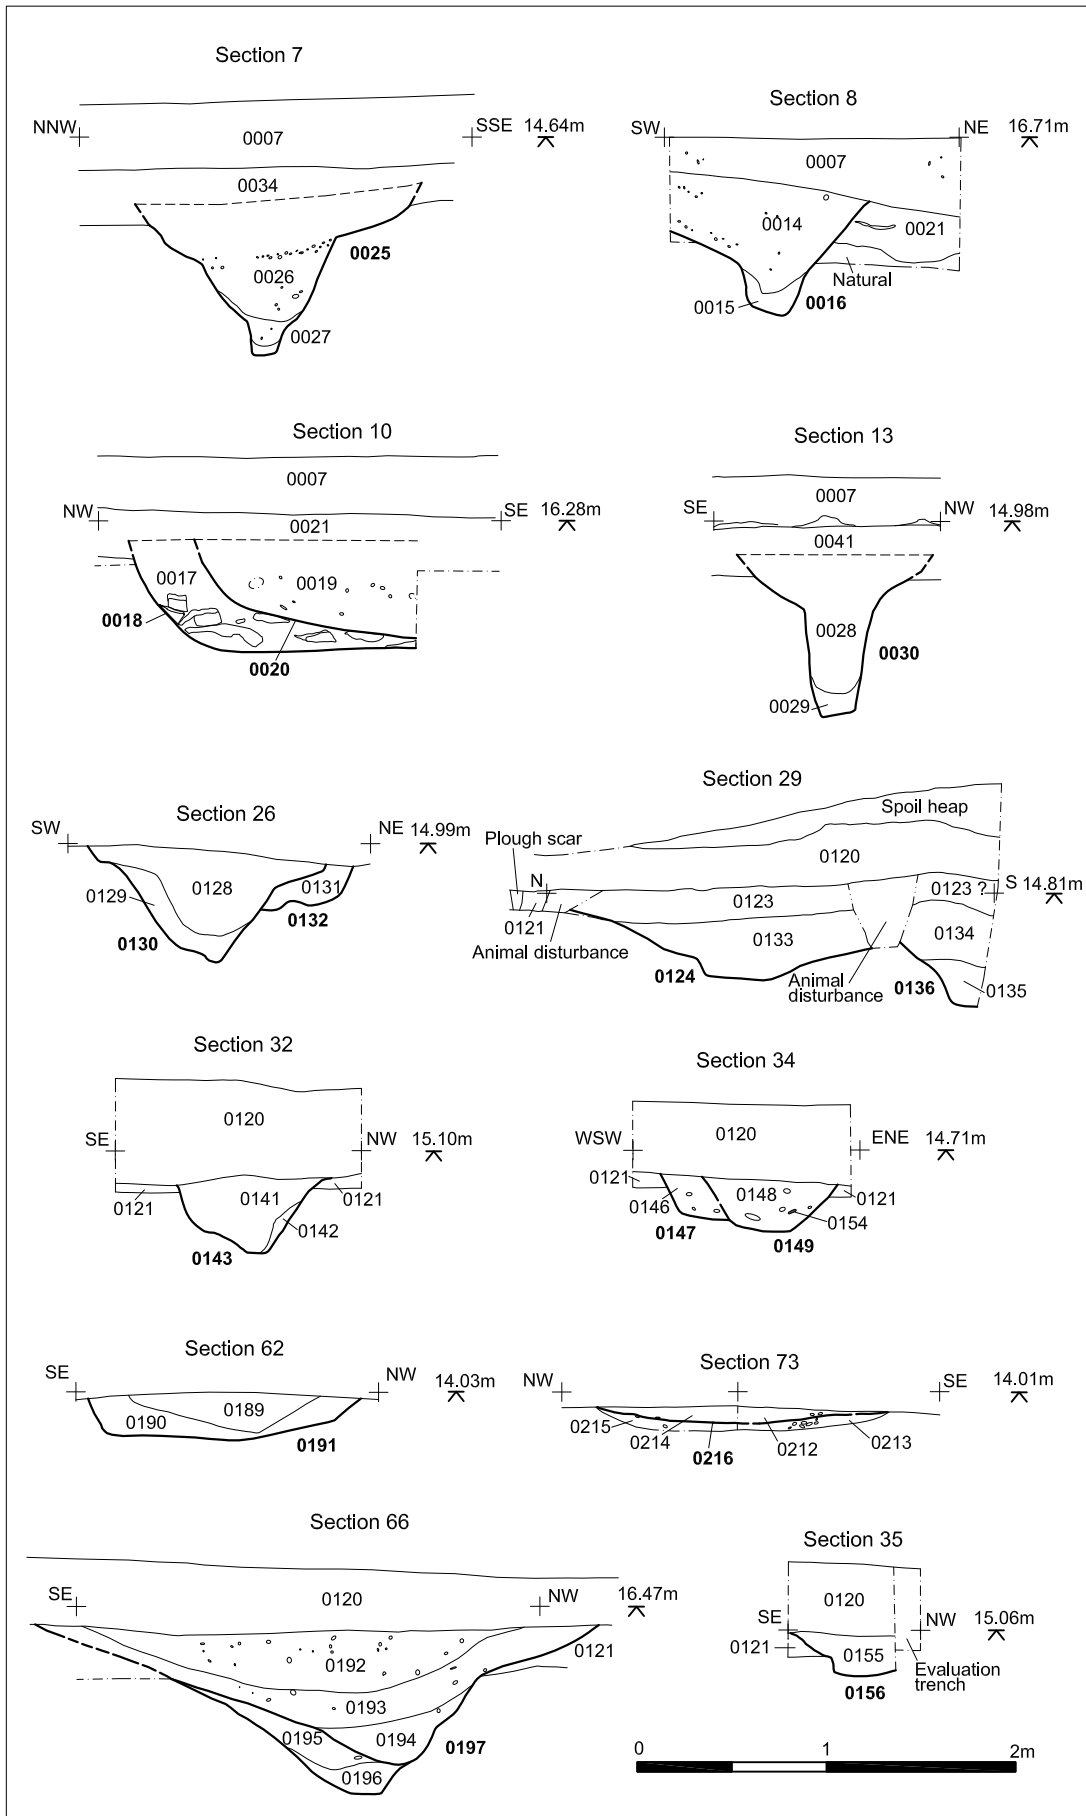 Section 7
NNW
SSE 14.64m
0007
0034
0025
0026
0027
Section 8
SW
NE 16.71m
0007
0014
0021
Natural
0015
0016
Section 10
0007
NW
SE 16.28m
0021
0017
0019
0018
0020
Section 13
0007
SE
NW 14.98m
0041
0028
0030
0029
Section 26
SW
NE 14.99m
0128
0131
0129
0132
0130
Section 29
Spoil heap
Plough scar
0120
N
0123
0123 ?
S 14.81m
0121
Animal disturbance
0133
0134
0124
Animal
disturbance
0136
0135
Section 32
0120
SE
NW 15.10m
0141
0121
0121
0142
0143
Section 34
0120
WSW
ENE 14.71m
0121
0148
0121
0146
0154
0147
0149
Section 62
SE
NW 14.03m
0189
0190
0191
Section 73
NW
SE 14.01m
0215
0214
0212
0213
0216
Section 66
SE
0120
NW 16.47m
0121
0192
0193
0195
0194
0197
0196
Section 35
0120
SE
NW 15.06m
0121
0155
Evaluation
trench
0156
0 1 2m